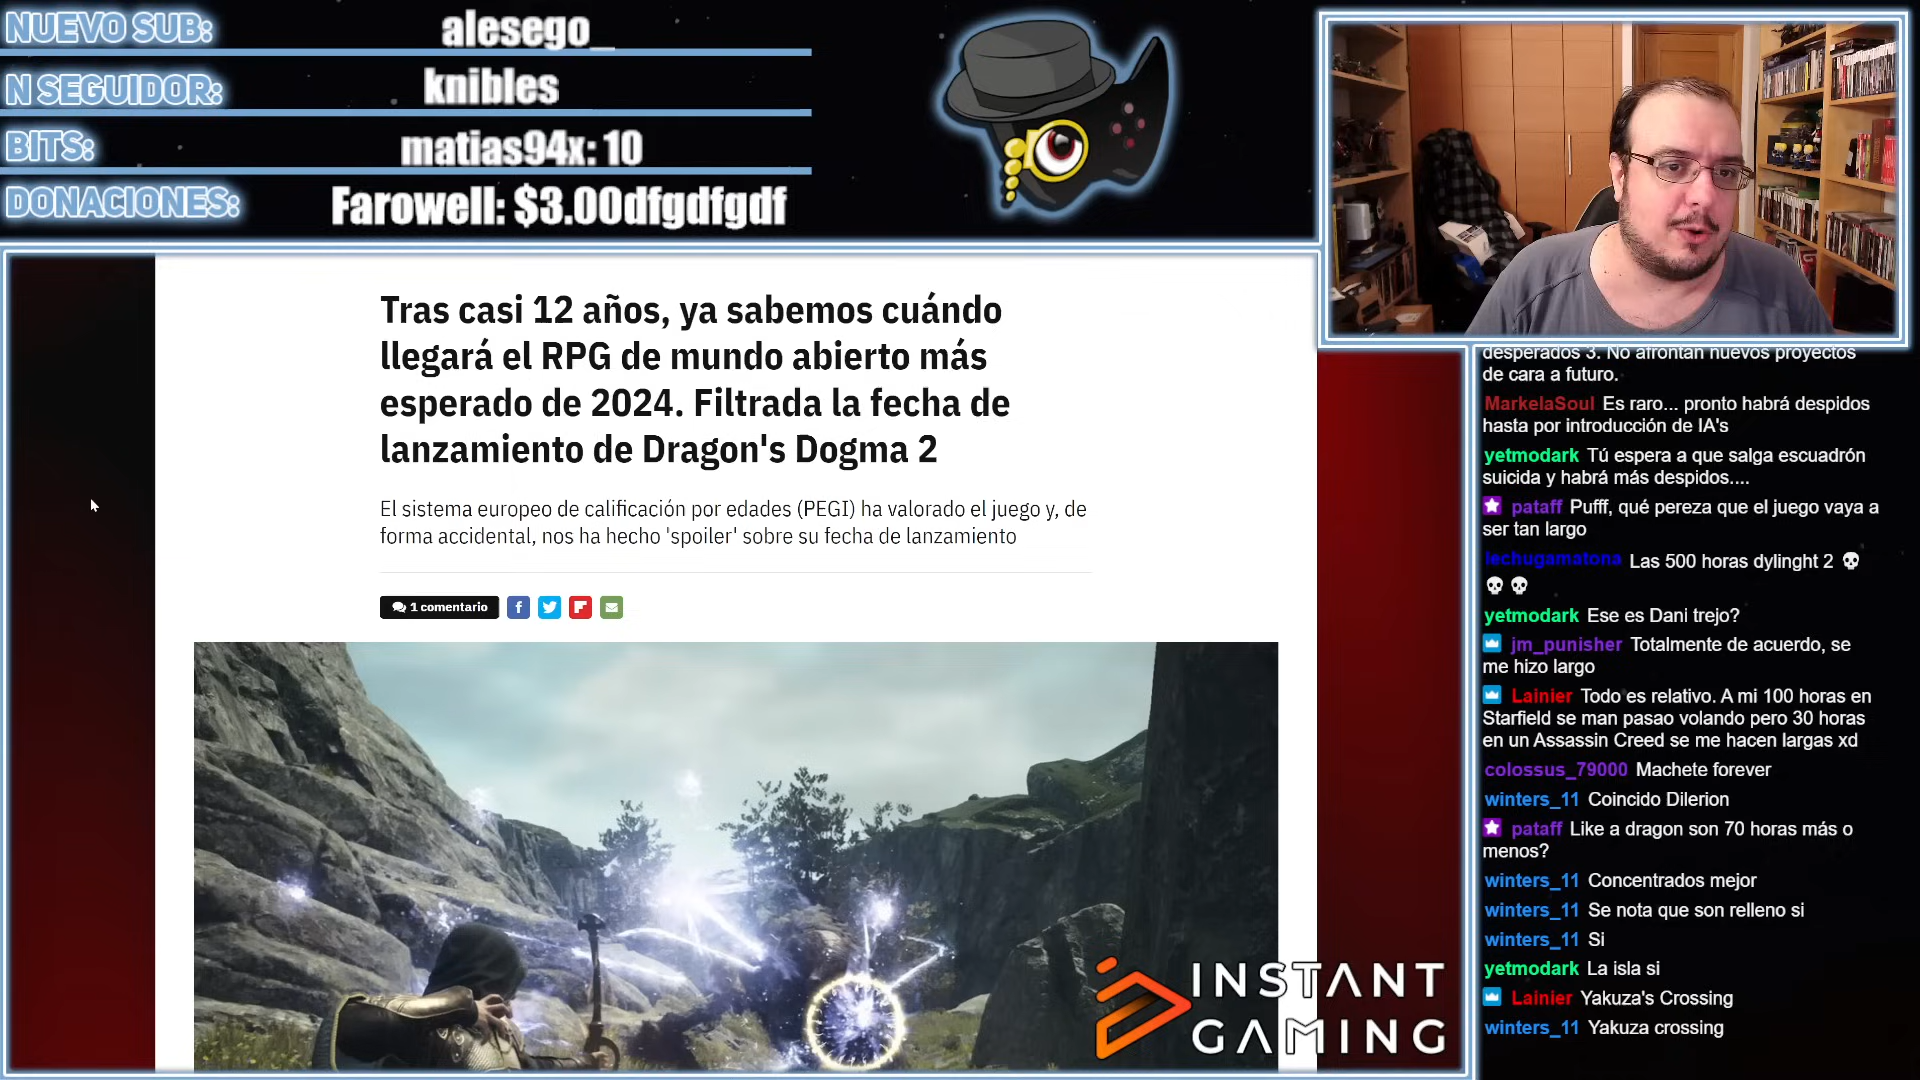 NUEVO SUB: alesego_
N SEGUIDOR: knibles
BITS: matias94x: 10
DONACIONES: Farowell: $3.00dfgdfgdf
Tras casi 12 años, ya sabemos cuándo
llegará el RPG de mundo abierto más
esperado de 2024. Filtrada la fecha de
lanzamiento de Dragon's Dogma 2
El sistema europeo de calificación por edades (PEGI) ha valorado el juego y, de
forma accidental, nos ha hecho 'spoiler' sobre su fecha de lanzamiento
1 comentario
INSTANT
GAMING
desperados 3. No afrontan nuevos proyectos
de cara a futuro.
MarkelaSoul Es raro... pronto habrá despidos
hasta por introducción de IA's
yetmodark Tú espera a que salga escuadrón
suicida y habrá más despidos....
pataff Pufff, qué pereza que el juego vaya a
ser tan largo
lechugamatona Las 500 horas dylinght 2
yetmodark Ese es Dani trejo?
jm_punisher Totalmente de acuerdo, se
me hizo largo
Lainier Todo es relativo. A mi 100 horas en
Starfield se man pasao volando pero 30 horas
en un Assassin Creed se me hacen largas xd
colossus_79000 Machete forever
winters_11 Coincido Dilerion
pataff Like a dragon son 70 horas más o
menos?
winters_11 Concentrados mejor
winters_11 Se nota que son relleno si
winters_11 Si
yetmodark La isla si
Lainier Yakuza's Crossing
winters_11 Yakuza crossing